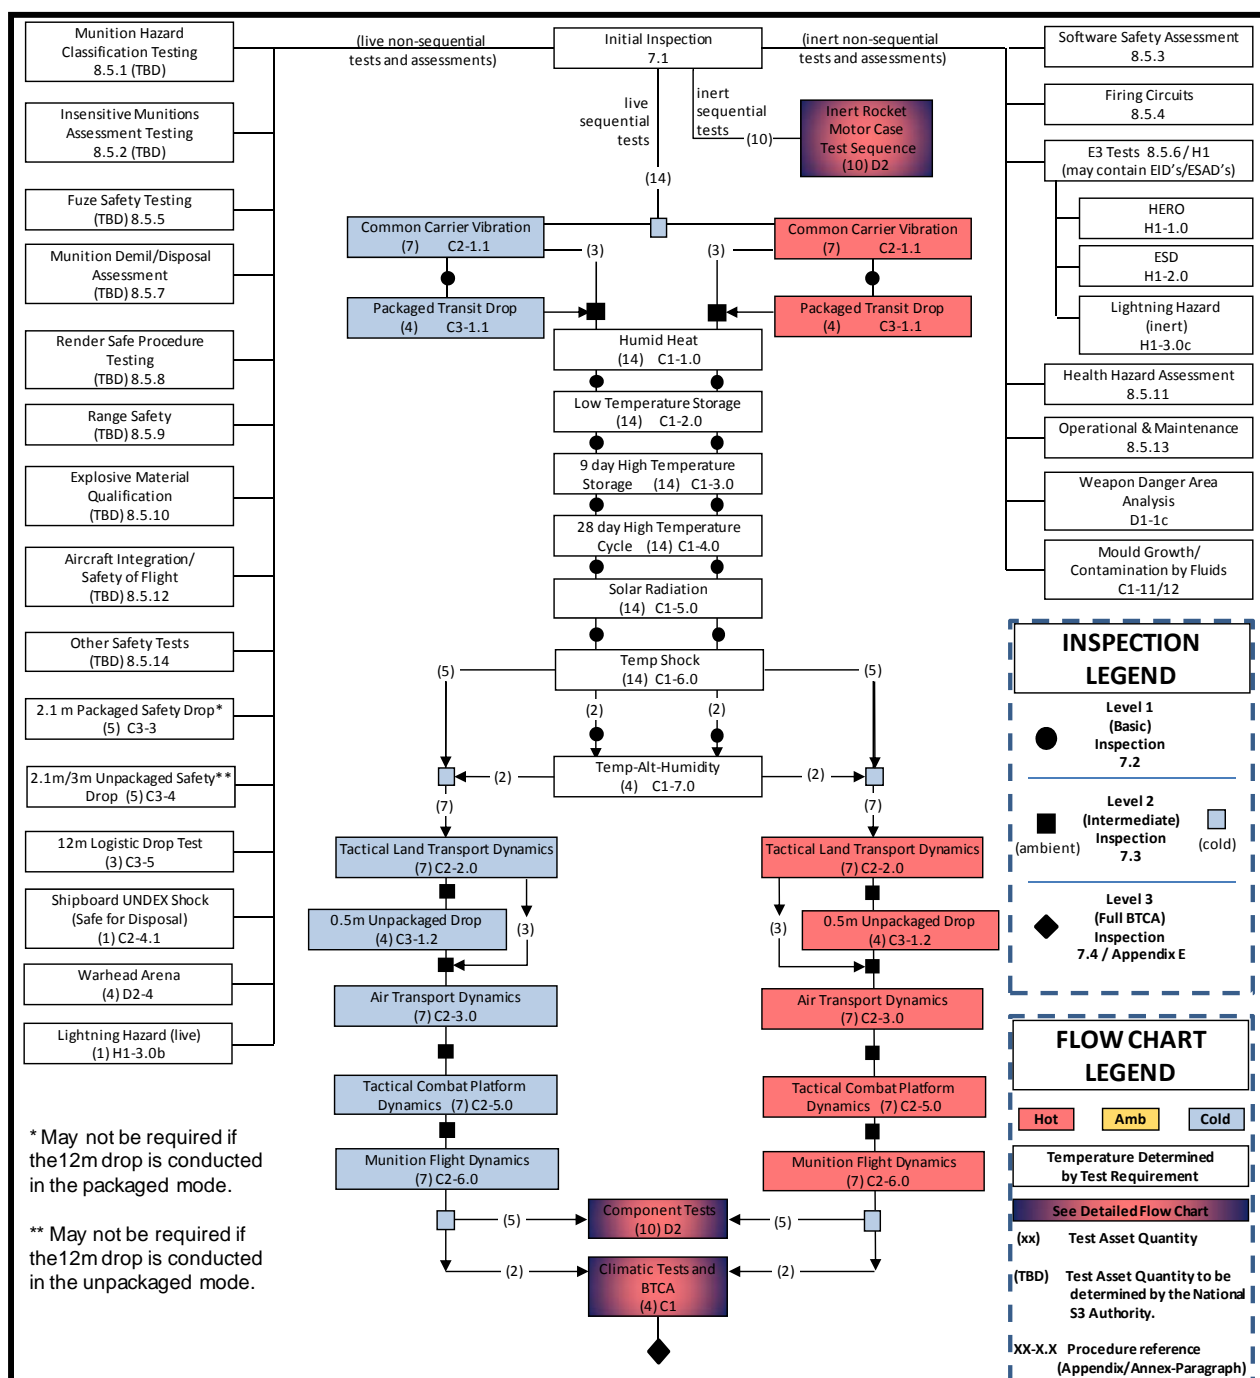 Munition Hazard
Classification Testing
8.5.1 (TBD)
Insensitive Munitions
Assessment Testing
8.5.2 (TBD)
Fuze Safety Testing
(TBD) 8.5.5
Munition Demil/Disposal
Assessment
(TBD) 8.5.7
Render Safe Procedure
Testing
(TBD) 8.5.8
Range Safety
(TBD) 8.5.9
Explosive Material
Qualification
(TBD) 8.5.10
Aircraft Integration/
Safety of Flight
(TBD) 8.5.12
Other Safety Tests
(TBD) 8.5.14
2.1 m Packaged Safety Drop*
(5) C3-3
2.1m/3m Unpackaged Safety**
Drop (5) C3-4
12m Logistic Drop Test
(3) C3-5
Shipboard UNDEX Shock
(Safe for Disposal)
(1) C2-4.1
Warhead Arena
(4) D2-4
Lightning Hazard (live)
(1) H1-3.0b
* May not be required if
the12m drop is conducted
in the packaged mode.
** May not be required if
the12m drop is conducted
in the unpackaged mode.
(live non-sequential
tests and assessments)
Initial Inspection
7.1
(inert non-sequential
tests and assessments)
live
sequential
tests
inert
sequential
tests
(10)
Inert Rocket
Motor Case
Test Sequence
(10) D2
(14)
Common Carrier Vibration
(7) C2-1.1
(3)
(3)
Common Carrier Vibration
(7) C2-1.1
Packaged Transit Drop
(4) C3-1.1
Packaged Transit Drop
(4) C3-1.1
Humid Heat
(14) C1-1.0
Low Temperature Storage
(14) C1-2.0
9 day High Temperature
Storage (14) C1-3.0
28 day High Temperature
Cycle (14) C1-4.0
Solar Radiation
(14) C1-5.0
Temp Shock
(14) C1-6.0
(5)
(5)
(2)
(2)
Temp-Alt-Humidity
(4) C1-7.0
(2)
(2)
(7)
(7)
Tactical Land Transport Dynamics
(7) C2-2.0
Tactical Land Transport Dynamics
(7) C2-2.0
0.5m Unpackaged Drop
(4) C3-1.2
(3)
(3)
0.5m Unpackaged Drop
(4) C3-1.2
Air Transport Dynamics
(7) C2-3.0
Air Transport Dynamics
(7) C2-3.0
Tactical Combat Platform
Dynamics (7) C2-5.0
Tactical Combat Platform
Dynamics (7) C2-5.0
Munition Flight Dynamics
(7) C2-6.0
Munition Flight Dynamics
(7) C2-6.0
(5)
Component Tests
(10) D2
(5)
(2)
Climatic Tests and
BTCA
(4) C1
(2)
Software Safety Assessment
8.5.3
Firing Circuits
8.5.4
E3 Tests 8.5.6 / H1
(may contain EID's/ESAD's)
HERO
H1-1.0
ESD
H1-2.0
Lightning Hazard
(inert)
H1-3.0c
Health Hazard Assessment
8.5.11
Operational & Maintenance
8.5.13
Weapon Danger Area
Analysis
D1-1c
Mould Growth/
Contamination by Fluids
C1-11/12
INSPECTION
LEGEND
Level 1
(Basic)
Inspection
7.2
Level 2
(Intermediate)
Inspection
7.3
(ambient)
(cold)
Level 3
(Full BTCA)
Inspection
7.4 / Appendix E
FLOW CHART
LEGEND
Hot
Amb
Cold
Temperature Determined
by Test Requirement
See Detailed Flow Chart
(xx) Test Asset Quantity
(TBD) Test Asset Quantity to be
determined by the National
S3 Authority.
XX-X.X Procedure reference
(Appendix/Annex-Paragraph)